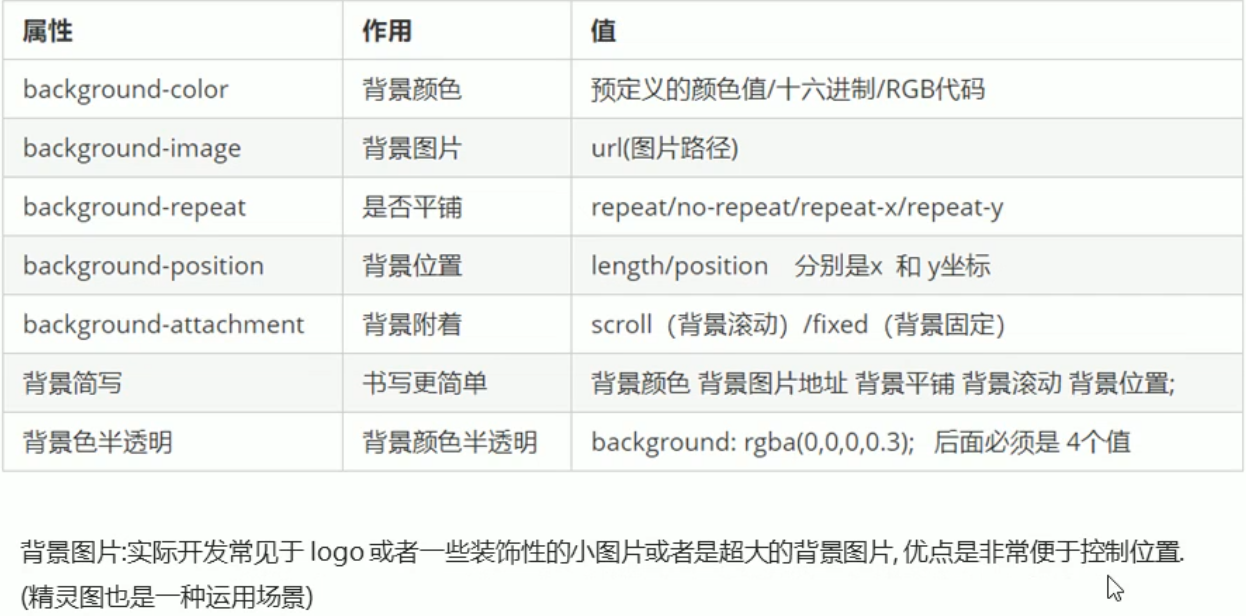 属性 作用 值
background-color 背景颜色 预定义的颜色值/十六进制/RGB代码
background-image 背景图片 url(图片路径)
background-repeat 是否平铺 repeat/no-repeat/repeat-x/repeat-y
background-position 背景位置 length/position 分别是x 和 y坐标
background-attachment 背景附着 scroll（背景滚动）/fixed（背景固定）
背景简写 书写更简单 背景颜色 背景图片地址 背景平铺 背景滚动 背景位置;
背景色半透明 背景颜色半透明 background: rgba(0,0,0,0.3); 后面必须是 4个值
背景图片:实际开发常见于 logo 或者一些装饰性的小图片或者是超大的背景图片, 优点是非常便于控制位置.
(精灵图也是一种运用场景)